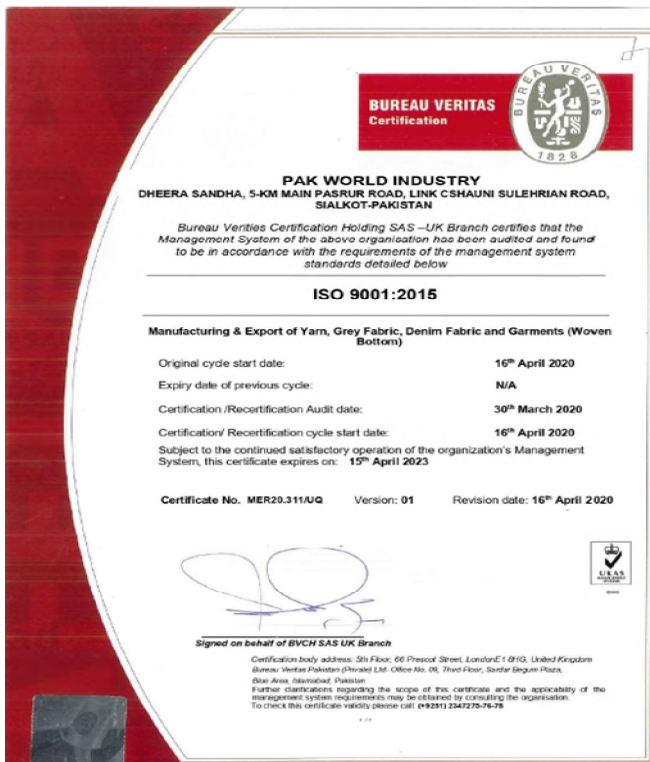 BUREAU VERITAS
Certification
BUREAU VERITAS
1828
PAK WORLD INDUSTRY
DHEERA SANDHA, 5-KM MAIN PASRUR ROAD, LINK CSHAUNI SULEHRIAN ROAD,
SIALKOT-PAKISTAN
Bureau Verities Certification Holding SAS –UK Branch certifies that the
Management System of the above organisation has been audited and found
to be in accordance with the requirements of the management system
standards detailed below
ISO 9001:2015
Manufacturing & Export of Yarn, Grey Fabric, Denim Fabric and Garments (Woven
Bottom)
Original cycle start date: 16th April 2020
Expiry date of previous cycle: N/A
Certification /Recertification Audit date: 30th March 2020
Certification/ Recertification cycle start date: 16th April 2020
Subject to the continued satisfactory operation of the organization's Management
System, this certificate expires on: 15th April 2023
Certificate No. MER20.311/UQ Version: 01 Revision date: 16th April 2020
UKAS
MANAGEMENT
SYSTEMS
Signed on behalf of BVCH SAS UK Branch
Certification body address: 5th Floor, 66 Prescot Street, LondonE1 8HG, United Kingdom
Bureau Veritas Pakistan (Private) Ltd- Office No. 09, Third Floor, Sardar Begum Plaza,
Blue Area, Islamabad, Pakistan
Further clarifications regarding the scope of this certificate and the applicability of the
management system requirements may be obtained by consulting the organisation.
To check this certificate validity please call: (+9251) 2347275-76-78